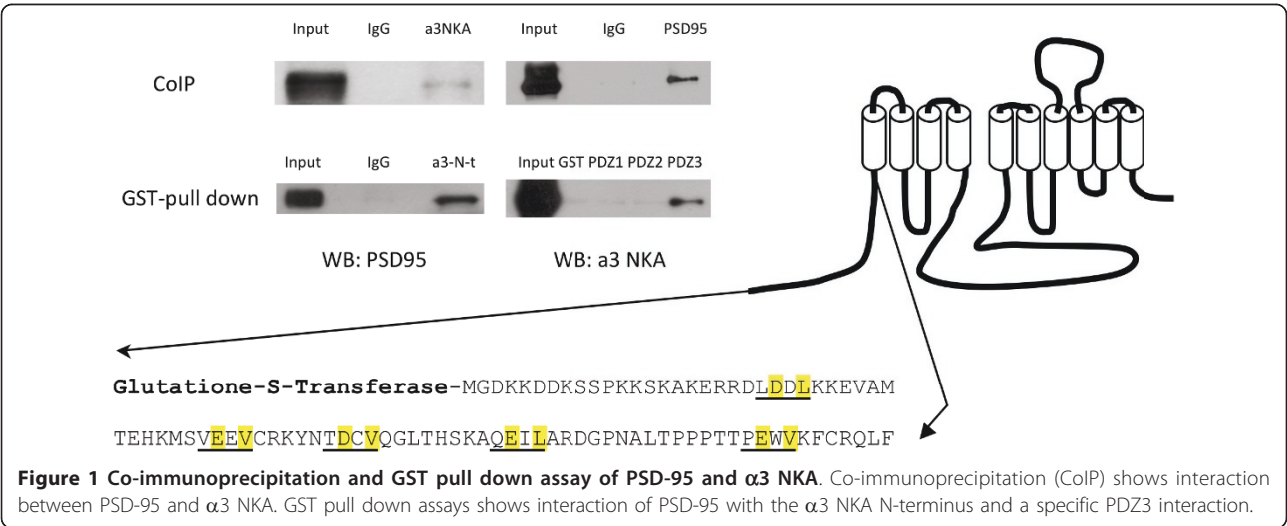 Input IgG a3NKA Input IgG PSD95
CoIP
Input IgG a3-N-t Input GST PDZ1 PDZ2 PDZ3
GST-pull down
WB: PSD95 WB: a3 NKA
Glutatione-S-Transferase-MGDKKDDKSSPKKSKAKERRDLDDLKKEVAM
TEHKMSVEEVCRKYNTDCVQGLTHSKAQEILARDGPNALTPPPTTPEWVKFCRQLF
Figure 1 Co-immunoprecipitation and GST pull down assay of PSD-95 and α3 NKA. Co-immunoprecipitation (CoIP) shows interaction
between PSD-95 and α3 NKA. GST pull down assays shows interaction of PSD-95 with the α3 NKA N-terminus and a specific PDZ3 interaction.